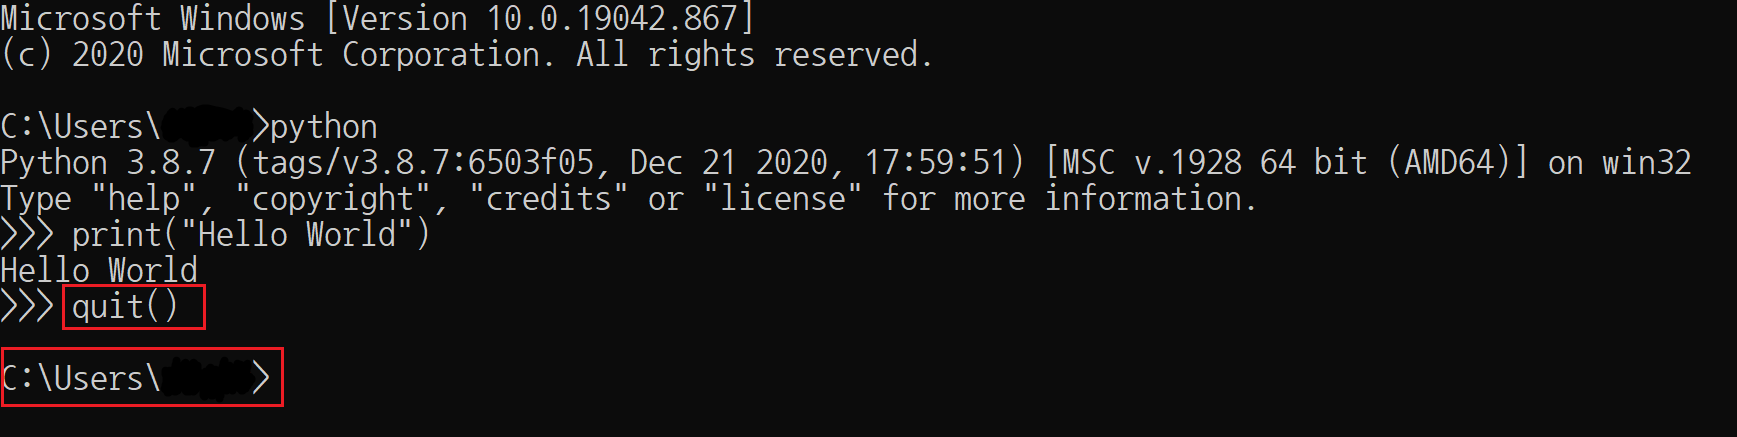 Microsoft Windows [Version 10.0.19042.867]
(c) 2020 Microsoft Corporation. All rights reserved.
C:\Users\ >python
Python 3.8.7 (tags/v3.8.7:6503f05, Dec 21 2020, 17:59:51) [MSC v.1928 64 bit (AMD64)] on win32
Type "help", "copyright", "credits" or "license" for more information.
>>> print("Hello World")
Hello World
>>> quit()
C:\Users\ >